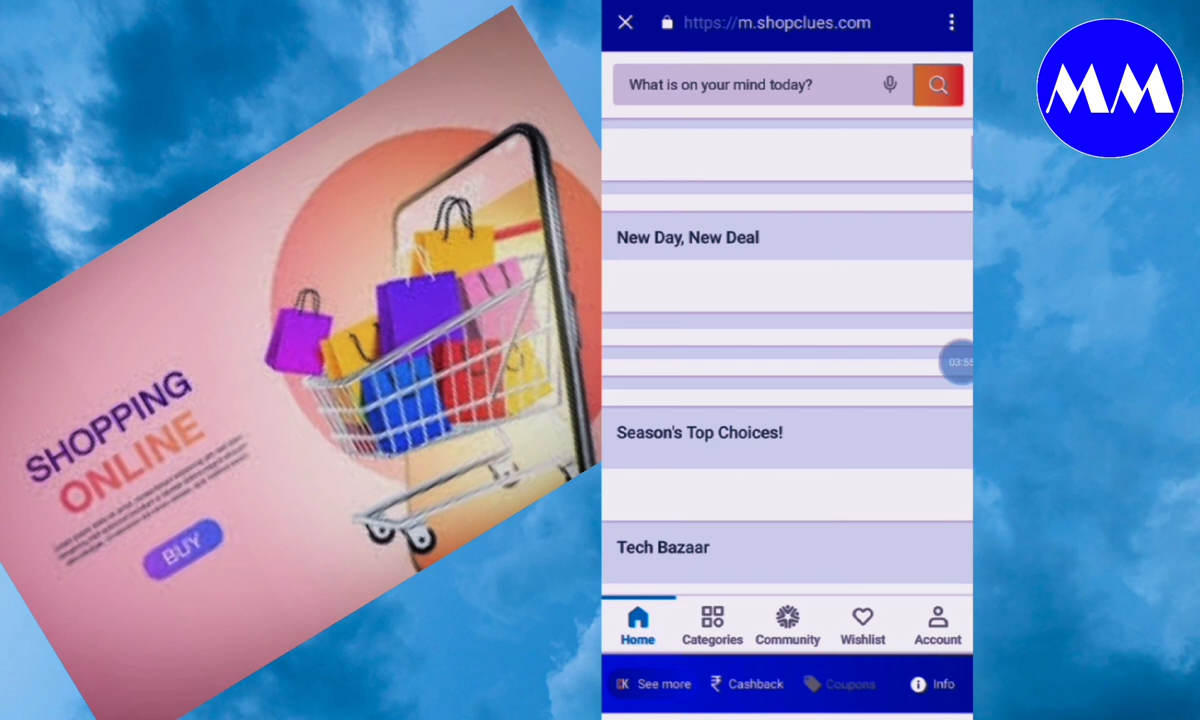 SHOPPING
ONLINE
BUY
https://m.shopclues.com
What is on your mind today?
New Day, New Deal
03:55
Season's Top Choices!
Tech Bazaar
Home
Categories
Community
Wishlist
Account
See more
₹ Cashback
Coupons
Info
MM